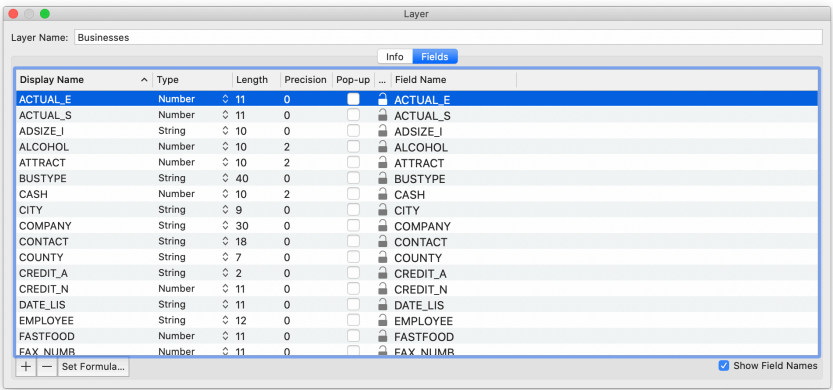 Layer
Layer Name: Businesses
Info Fields
Display Name Type Length Precision Pop-up ... Field Name
ACTUAL_E Number 11 0 ACTUAL_E
ACTUAL_S Number 11 0 ACTUAL_S
ADSIZE_I String 10 0 ADSIZE_I
ALCOHOL Number 10 2 ALCOHOL
ATTRACT Number 10 2 ATTRACT
BUSTYPE String 40 0 BUSTYPE
CASH Number 10 2 CASH
CITY String 9 0 CITY
COMPANY String 30 0 COMPANY
CONTACT String 18 0 CONTACT
COUNTY String 7 0 COUNTY
CREDIT_A String 2 0 CREDIT_A
CREDIT_N Number 11 0 CREDIT_N
DATE_LIS String 11 0 DATE_LIS
EMPLOYEE String 12 0 EMPLOYEE
FASTFOOD Number 11 0 FASTFOOD
FAX_NUMB Number 11 0 FAX_NUMB
+ − Set Formula... Show Field Names